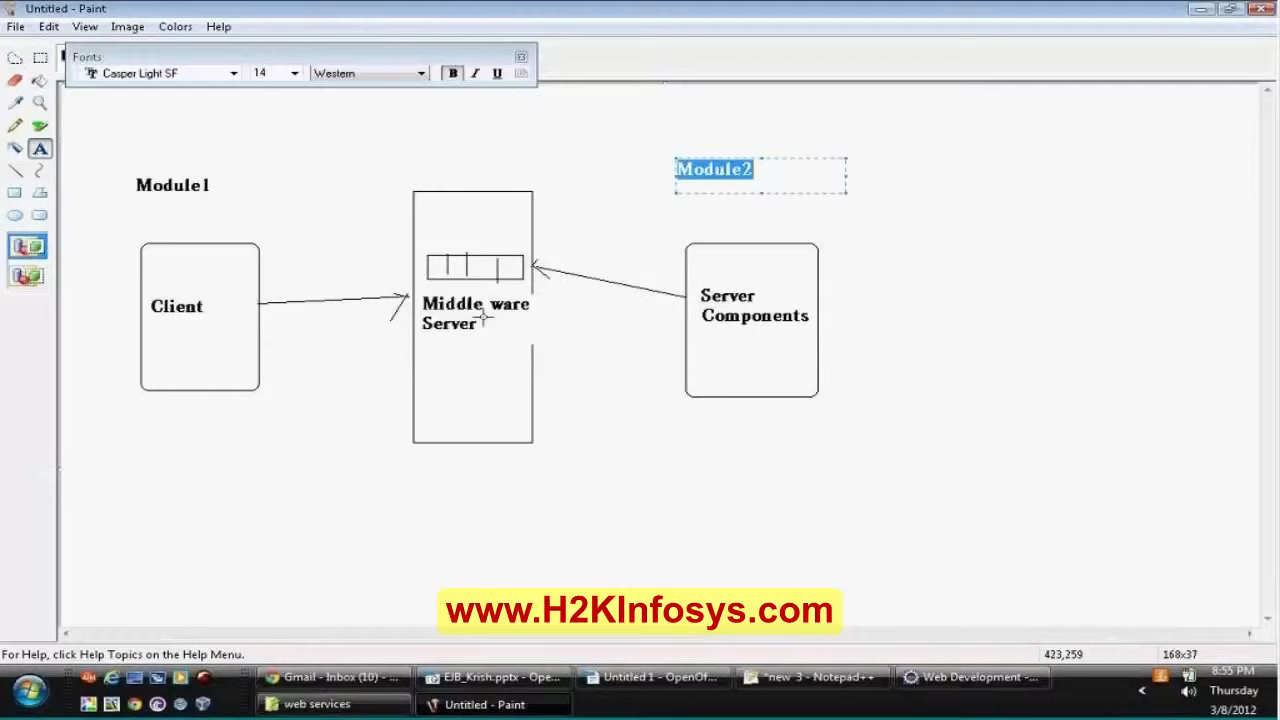 Untitled - Paint
File Edit View Image Colors Help
Fonts
Casper Light SF 14 Western B I U
Module2
Module1
Client
Middle ware
Server
Server
Components
www.H2KInfosys.com
For Help, click Help Topics on the Help Menu. 423,259 168x37
Gmail - Inbox (10) - ... EJB_Krish.pptx - Ope... Untitled 1 - OpenOf... *new 3 - Notepad++ Web Development -... 8:55 PM
web services Untitled - Paint Thursday
3/8/2012